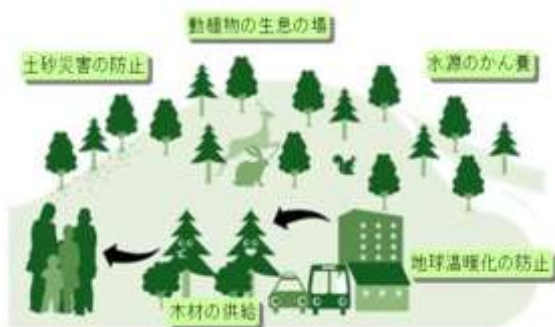 動植物の生息の場
土砂災害の防止
水源のかん養
地球温暖化の防止
木材の供給